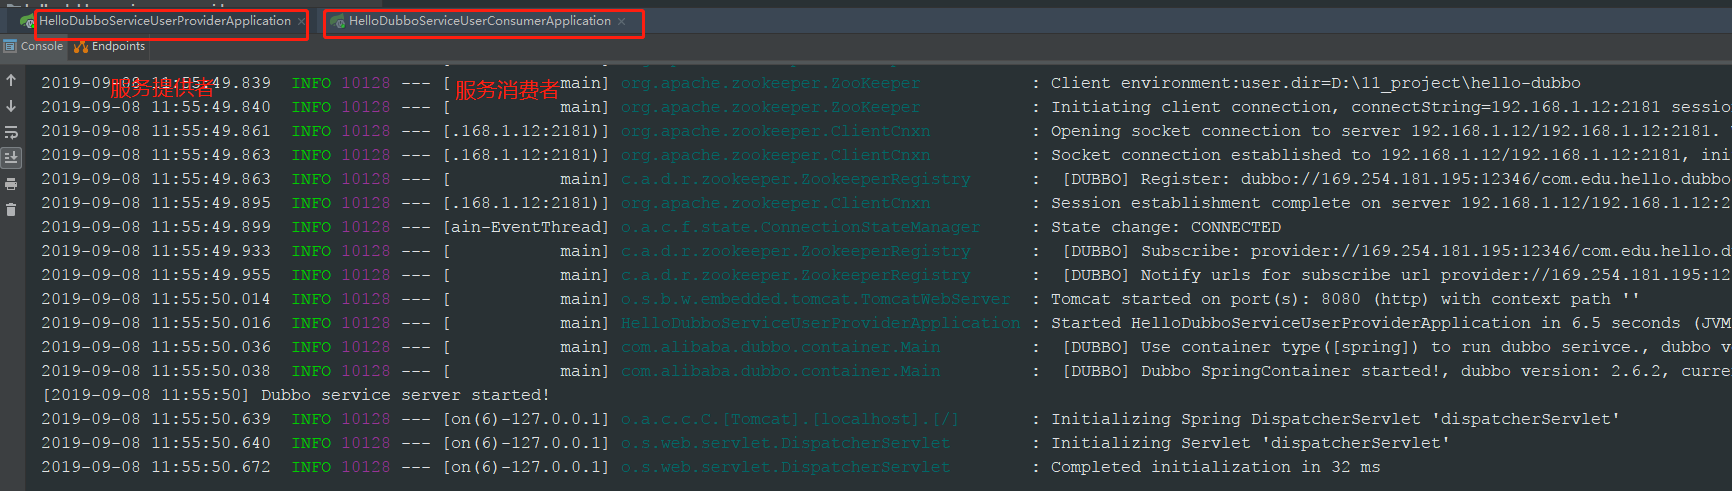 HelloDubboServiceUserProviderApplication × HelloDubboServiceUserConsumerApplication ×
Console Endpoints
服务提供者 服务消费者
2019-09-08 11:55:49.839 INFO 10128 --- [ main] org.apache.zookeeper.ZooKeeper : Client environment:user.dir=D:\11_project\hello-dubbo
2019-09-08 11:55:49.840 INFO 10128 --- [ main] org.apache.zookeeper.ZooKeeper : Initiating client connection, connectString=192.168.1.12:2181 session
2019-09-08 11:55:49.861 INFO 10128 --- [.168.1.12:2181)] org.apache.zookeeper.ClientCnxn : Opening socket connection to server 192.168.1.12/192.168.1.12:2181.
2019-09-08 11:55:49.863 INFO 10128 --- [.168.1.12:2181)] org.apache.zookeeper.ClientCnxn : Socket connection established to 192.168.1.12/192.168.1.12:2181, ini
2019-09-08 11:55:49.863 INFO 10128 --- [ main] c.a.d.r.zookeeper.ZookeeperRegistry : [DUBBO] Register: dubbo://169.254.181.195:12346/com.edu.hello.dubbo
2019-09-08 11:55:49.895 INFO 10128 --- [.168.1.12:2181)] org.apache.zookeeper.ClientCnxn : Session establishment complete on server 192.168.1.12/192.168.1.12:2
2019-09-08 11:55:49.899 INFO 10128 --- [ain-EventThread] o.a.c.f.state.ConnectionStateManager : State change: CONNECTED
2019-09-08 11:55:49.933 INFO 10128 --- [ main] c.a.d.r.zookeeper.ZookeeperRegistry : [DUBBO] Subscribe: provider://169.254.181.195:12346/com.edu.hello.d
2019-09-08 11:55:49.955 INFO 10128 --- [ main] c.a.d.r.zookeeper.ZookeeperRegistry : [DUBBO] Notify urls for subscribe url provider://169.254.181.195:12
2019-09-08 11:55:50.014 INFO 10128 --- [ main] o.s.b.w.embedded.tomcat.TomcatWebServer : Tomcat started on port(s): 8080 (http) with context path ''
2019-09-08 11:55:50.016 INFO 10128 --- [ main] HelloDubboServiceUserProviderApplication : Started HelloDubboServiceUserProviderApplication in 6.5 seconds (JVM
2019-09-08 11:55:50.036 INFO 10128 --- [ main] com.alibaba.dubbo.container.Main : [DUBBO] Use container type([spring]) to run dubbo serivce., dubbo ve
2019-09-08 11:55:50.038 INFO 10128 --- [ main] com.alibaba.dubbo.container.Main : [DUBBO] Dubbo SpringContainer started!, dubbo version: 2.6.2, curren
[2019-09-08 11:55:50] Dubbo service server started!
2019-09-08 11:55:50.639 INFO 10128 --- [on(6)-127.0.0.1] o.a.c.c.C.[Tomcat].[localhost].[/] : Initializing Spring DispatcherServlet 'dispatcherServlet'
2019-09-08 11:55:50.640 INFO 10128 --- [on(6)-127.0.0.1] o.s.web.servlet.DispatcherServlet : Initializing Servlet 'dispatcherServlet'
2019-09-08 11:55:50.672 INFO 10128 --- [on(6)-127.0.0.1] o.s.web.servlet.DispatcherServlet : Completed initialization in 32 ms